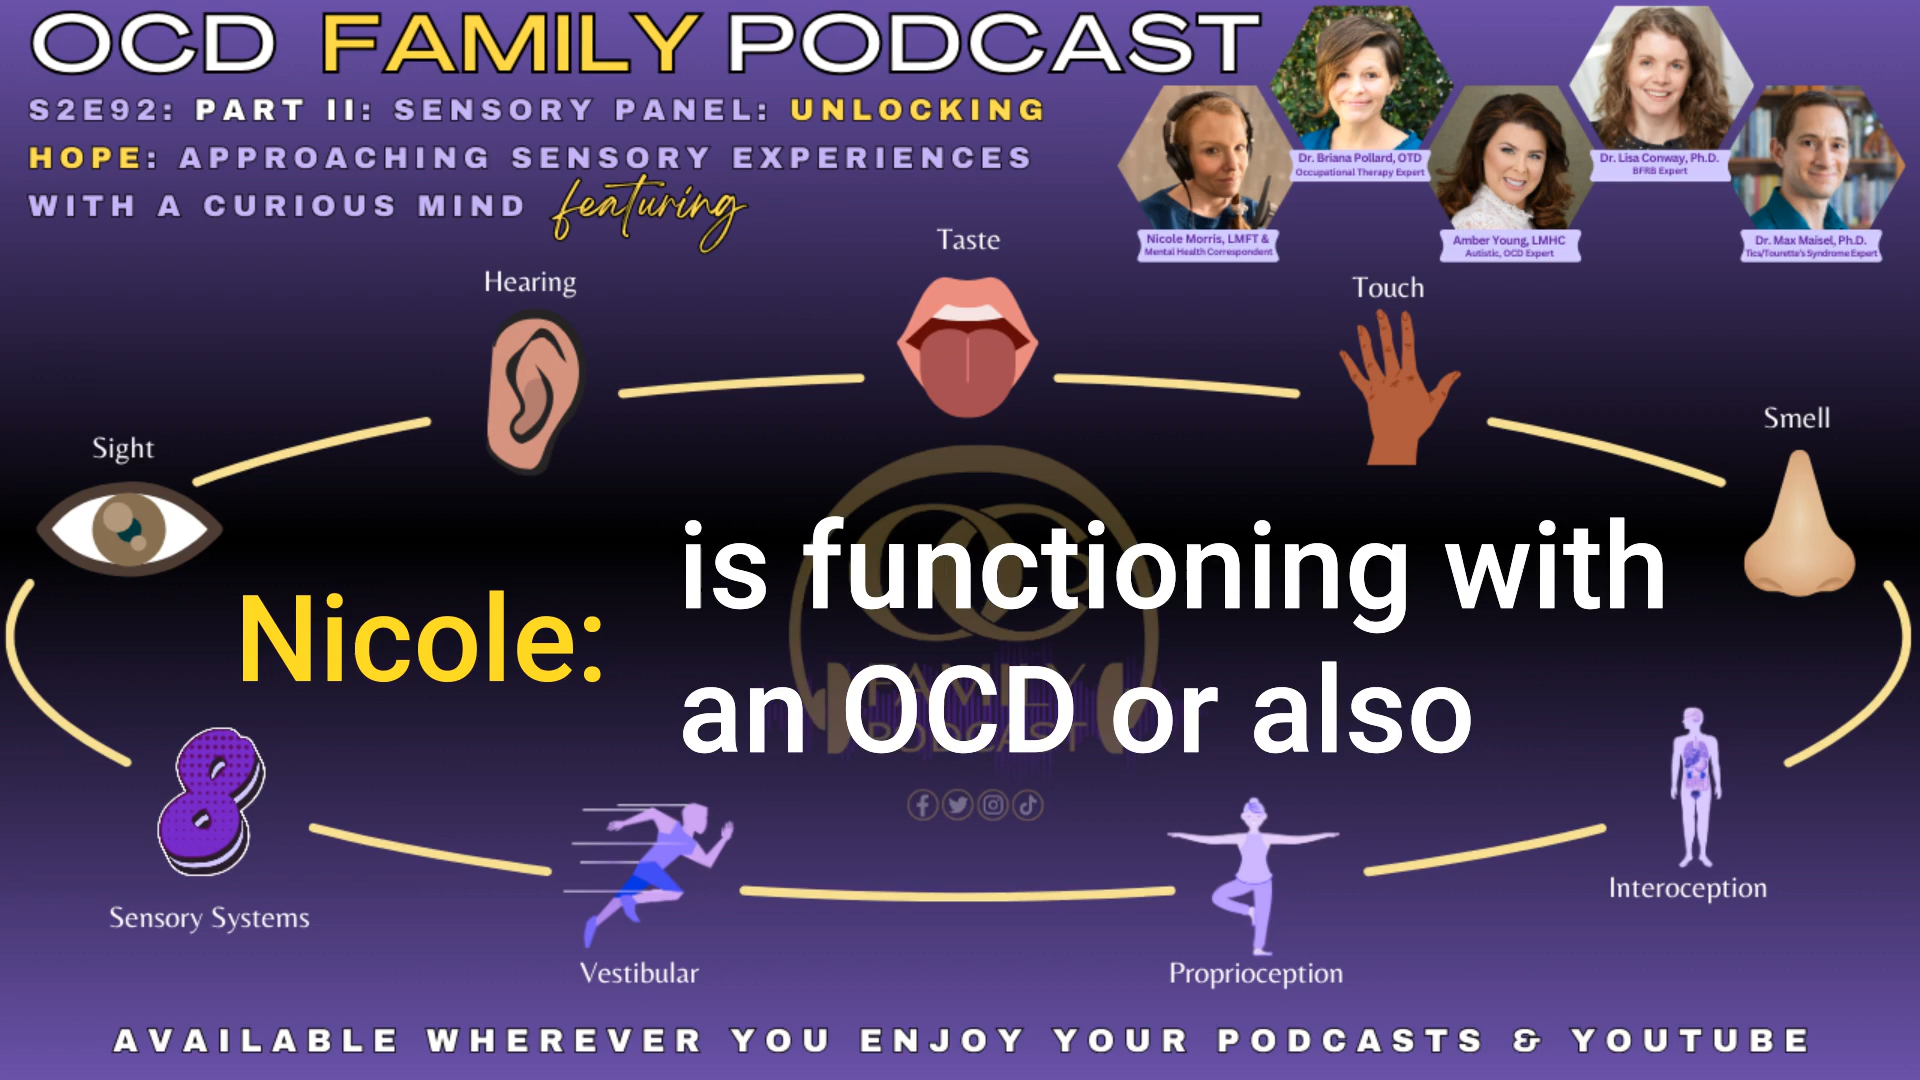 OCD FAMILY PODCAST
S2E92: PART II: SENSORY PANEL: UNLOCKING
HOPE: APPROACHING SENSORY EXPERIENCES
WITH A CURIOUS MIND featuring
Dr. Briana Pollard, OTD
Occupational Therapy Expert
Dr. Lisa Conway, Ph.D.
BFRB Expert
Nicole Morris, LMFT &
Mental Health Correspondent
Amber Young, LMHC
Autistic, OCD Expert
Dr. Max Maisel, Ph.D.
Tics/Tourette's Syndrome Expert
Taste
Hearing
Touch
Smell
Sight
Nicole:
is functioning with
an OCD or also
FAMILY
PODCAST
8
Interoception
Sensory Systems
Vestibular
Proprioception
AVAILABLE WHEREVER YOU ENJOY YOUR PODCASTS & YOUTUBE